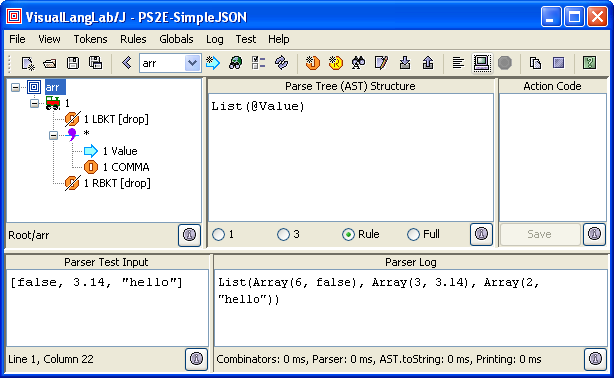 VisualLangLab/J - PS2E-SimpleJSON
File View Tokens Rules Globals Log Test Help
arr
arr
1
1 LBKT [drop]
*
1 Value
1 COMMA
1 RBKT [drop]
Root/arr
Parse Tree (AST) Structure
List(@Value)
1 3 Rule Full
Action Code
Save
Parser Test Input
[false, 3.14, "hello"]
Line 1, Column 22
Parser Log
List(Array(6, false), Array(3, 3.14), Array(2,
"hello"))
Combinators: 0 ms, Parser: 0 ms, AST.toString: 0 ms, Printing: 0 ms